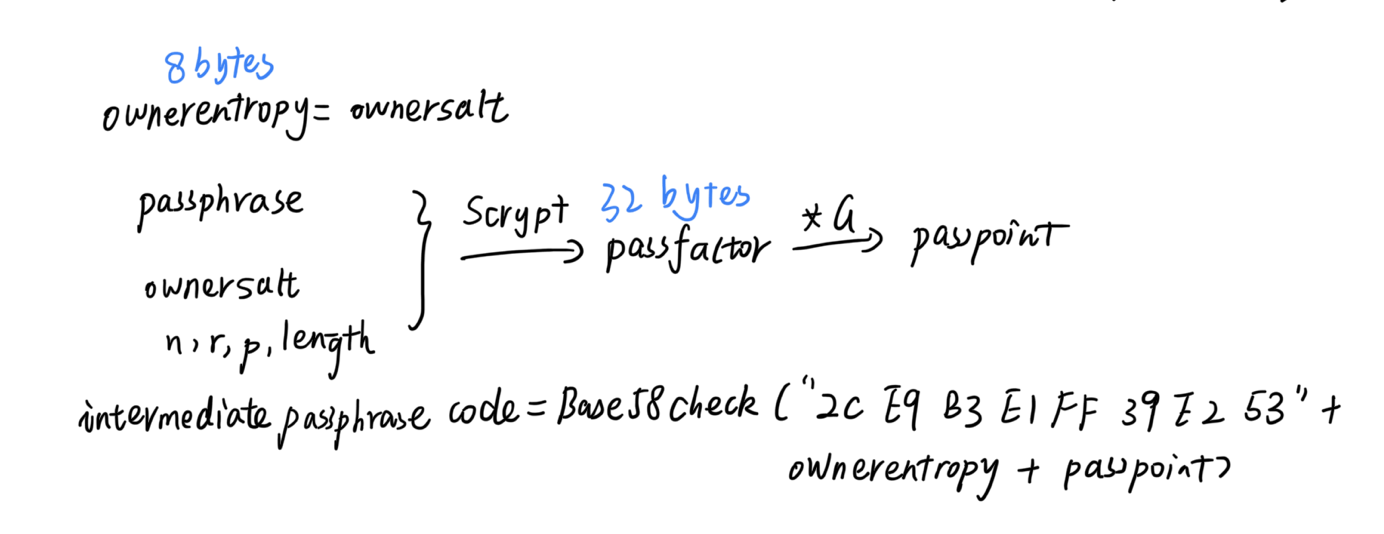 8 bytes
ownerentropy= ownersalt
passphrase
ownersalt
n, r, p, length
} Scrypt → 32 bytes passfactor *G → passpoint
intermediate passphrase code = Base58check ("2C E9 B3 E1 FF 39 E2 53" +
ownerentropy + passpoint)